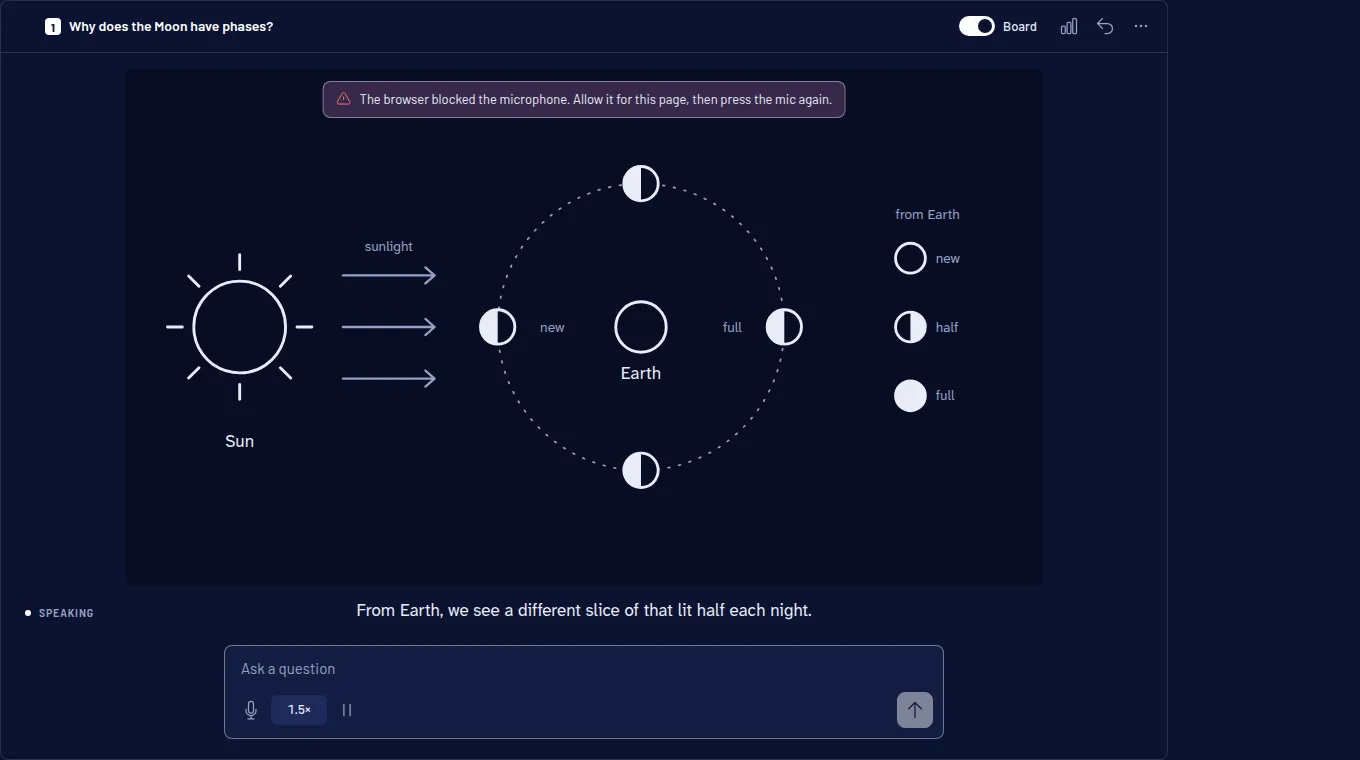 1 Why does the Moon have phases?
Board
The browser blocked the microphone. Allow it for this page, then press the mic again.
from Earth
sunlight
new
new
full
half
Earth
full
Sun
SPEAKING
From Earth, we see a different slice of that lit half each night.
Ask a question
1.5×